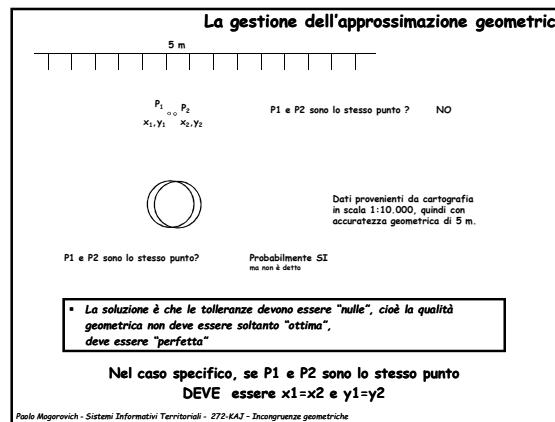 La gestione dell'approssimazione geometric
5 m
P1 P2
x1,y1 x2,y2
P1 e P2 sono lo stesso punto ? NO
Dati provenienti da cartografia
in scala 1:10.000, quindi con
accuratezza geometrica di 5 m.
P1 e P2 sono lo stesso punto? Probabilmente SI
ma non è detto
▪ La soluzione è che le tolleranze devono essere "nulle", cioè la qualità
geometrica non deve essere soltanto "ottima",
deve essere "perfetta"
Nel caso specifico, se P1 e P2 sono lo stesso punto
DEVE essere x1=x2 e y1=y2
Paolo Mogorovich - Sistemi Informativi Territoriali - 272-KAJ - Incongruenze geometriche